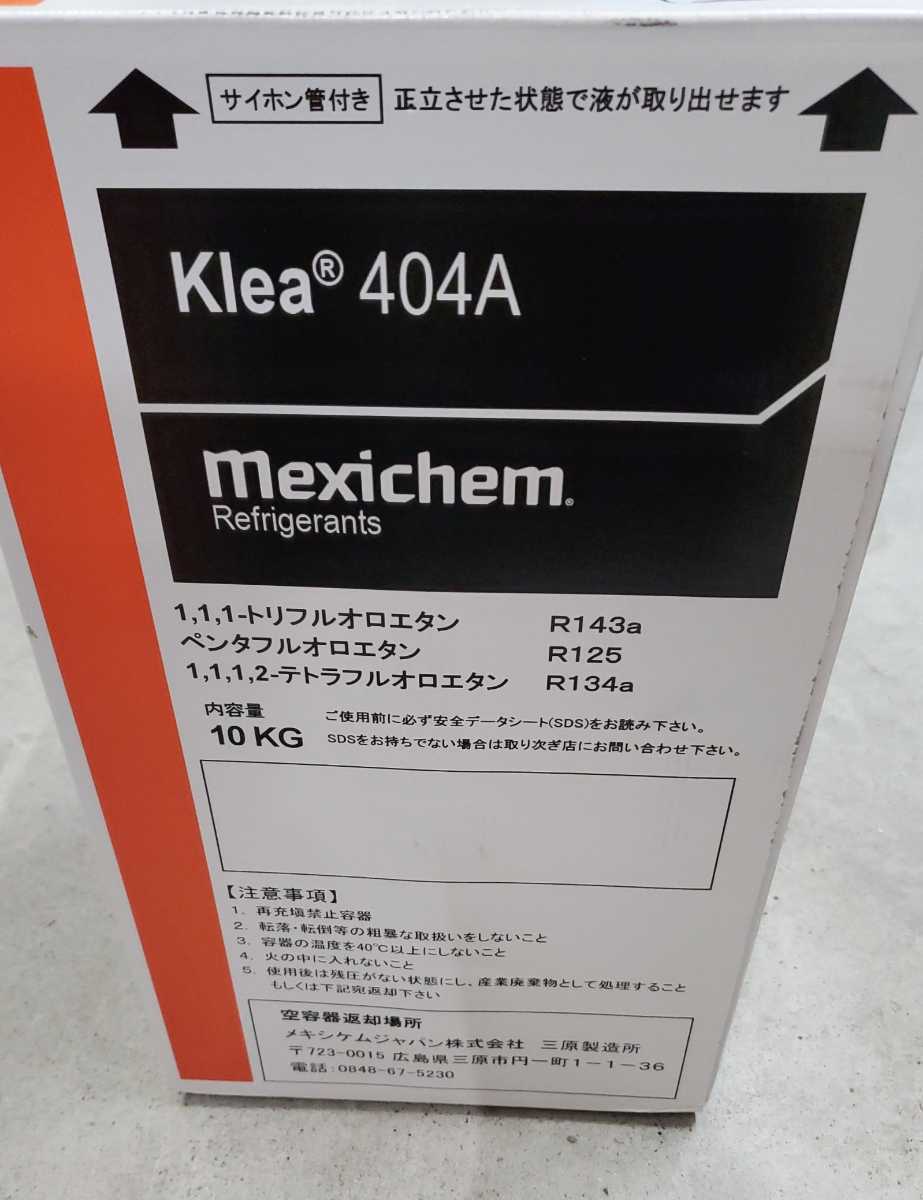 サイホン管付き 正立させた状態で液が取り出せます
Klea® 404A
mexichem®
Refrigerants
1,1,1-トリフルオロエタン R143a
ペンタフルオロエタン R125
1,1,1,2-テトラフルオロエタン R134a
内容量 ご使用前に必ず安全データシート(SDS)をお読み下さい。
10 KG SDSをお持ちでない場合は取り次ぎ店にお問い合わせ下さい。
【注意事項】
1. 再充塡禁止容器
2. 転落・転倒等の粗暴な取扱いをしないこと
3. 容器の温度を40℃以上にしないこと
4. 火の中に入れないこと
5. 使用後は残圧がない状態にし、産業廃棄物として処理すること
もしくは下記宛返却下さい
空容器返却場所
メキシケムジャパン株式会社 三原製造所
〒723-0015 広島県三原市円一町1-1-36
電話:0848-67-5230